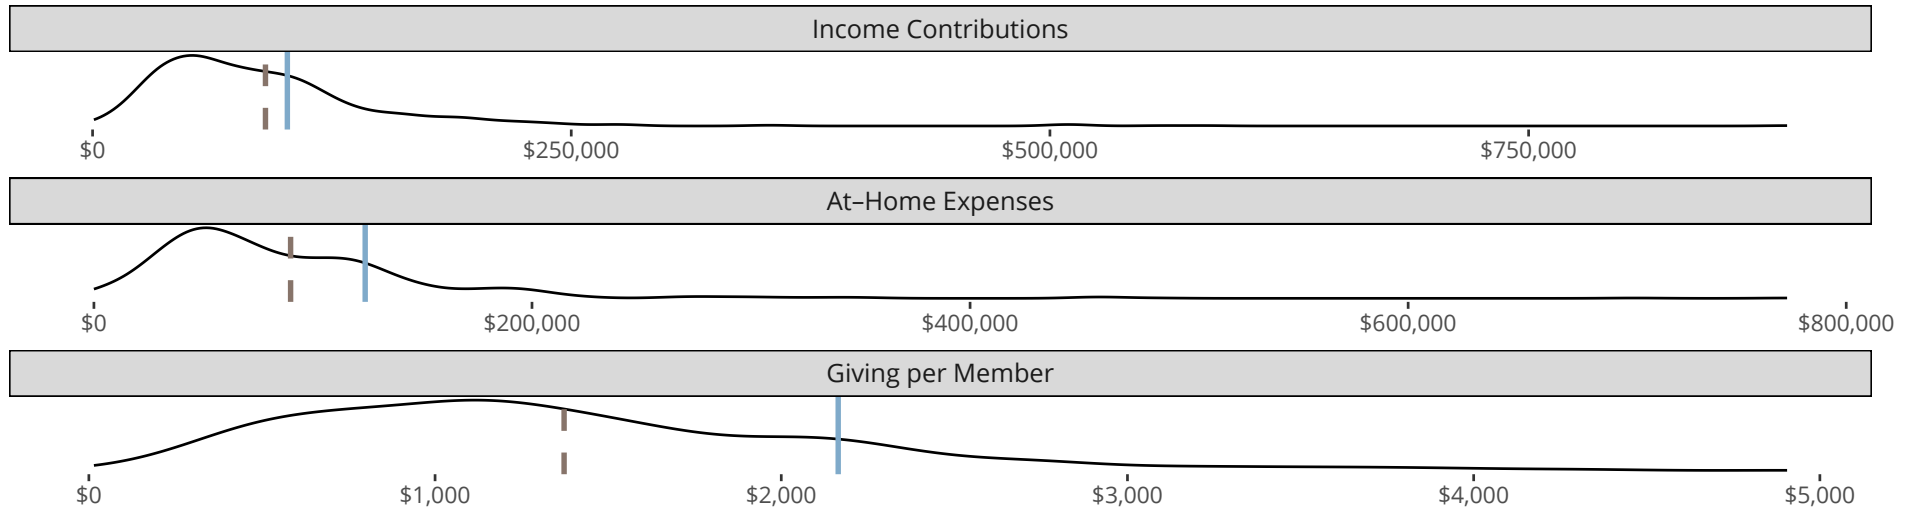 Income Contributions
$0 $250,000 $500,000 $750,000
At–Home Expenses
$0 $200,000 $400,000 $600,000 $800,000
Giving per Member
$0 $1,000 $2,000 $3,000 $4,000 $5,000